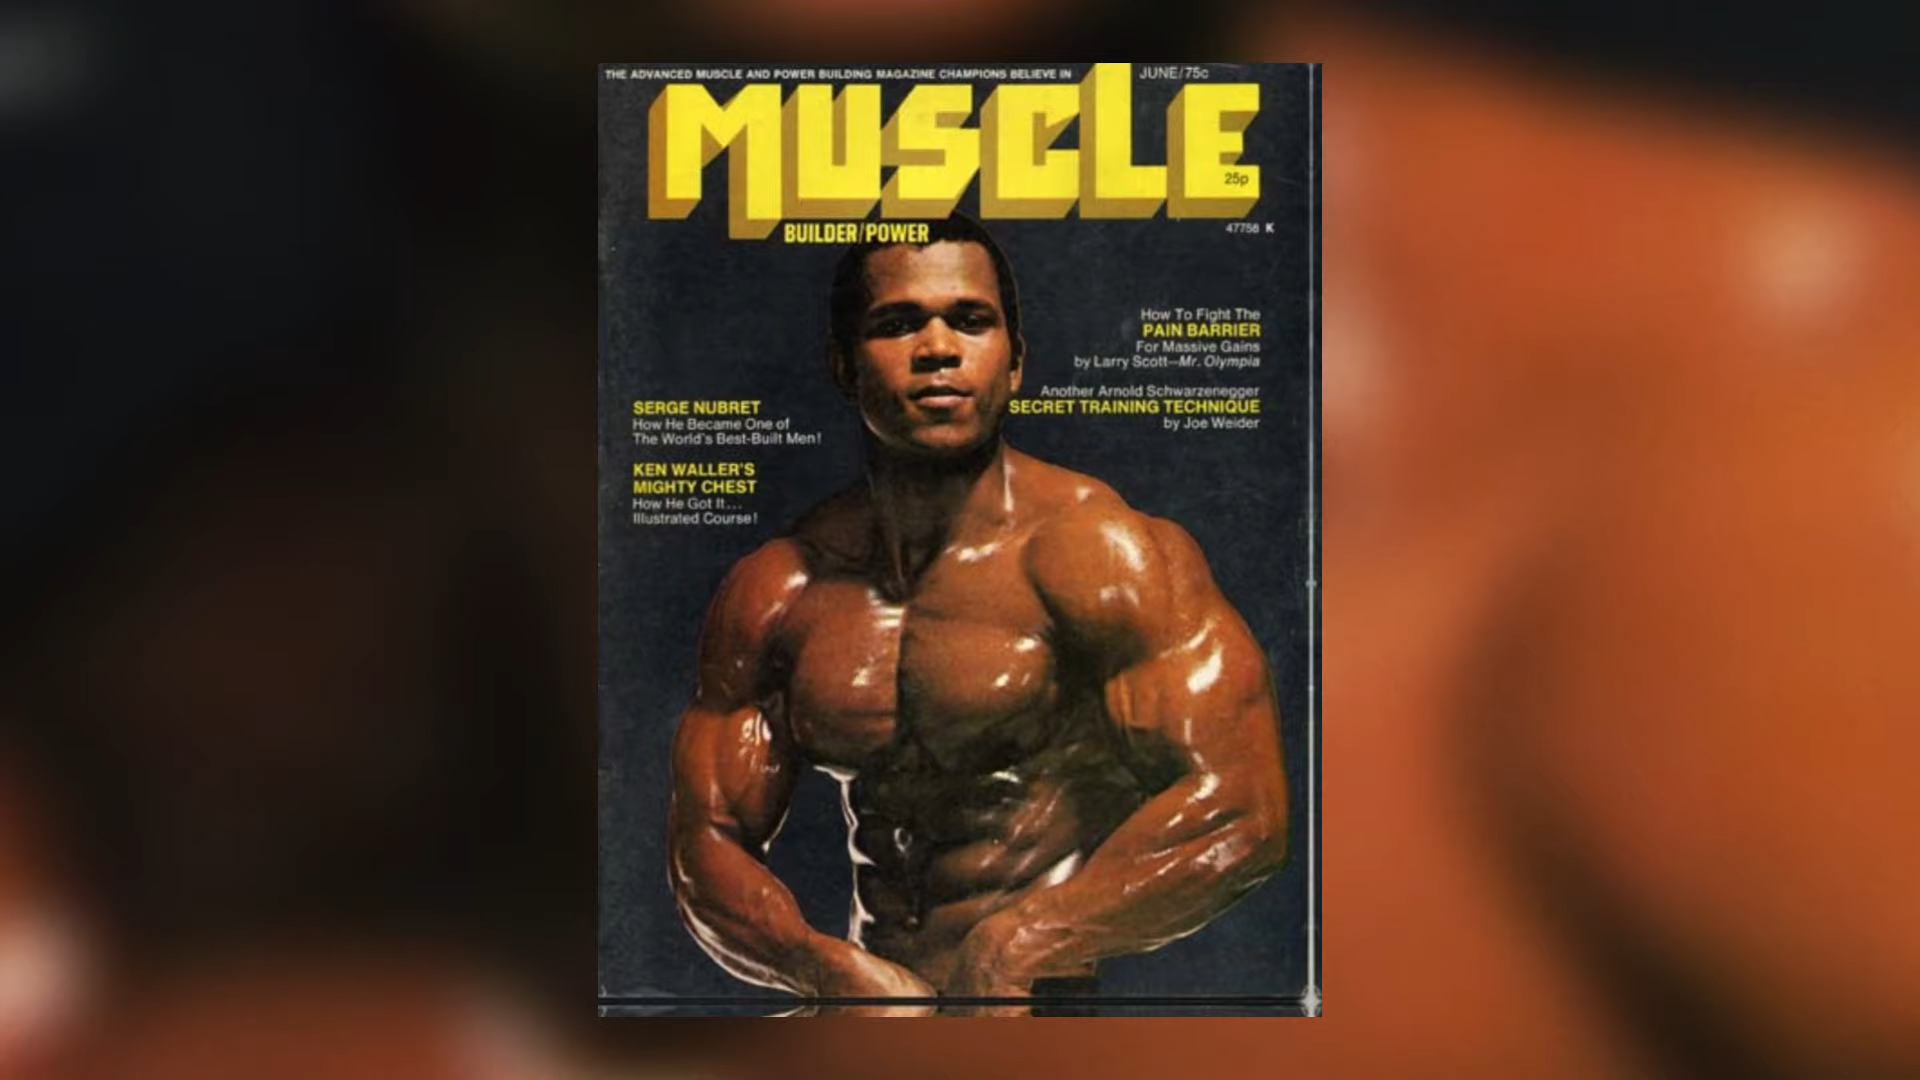 THE ADVANCED MUSCLE AND POWER BUILDING MAGAZINE CHAMPIONS BELIEVE IN
JUNE/75c
MUSCLE
25p
BUILDER/POWER
47758 K
How To Fight The
PAIN BARRIER
For Massive Gains
by Larry Scott—Mr. Olympia
Another Arnold Schwarzenegger
SECRET TRAINING TECHNIQUE
by Joe Weider
SERGE NUBRET
How He Became One of
The World's Best-Built Men!
KEN WALLER'S
MIGHTY CHEST
How He Got It...
Illustrated Course!